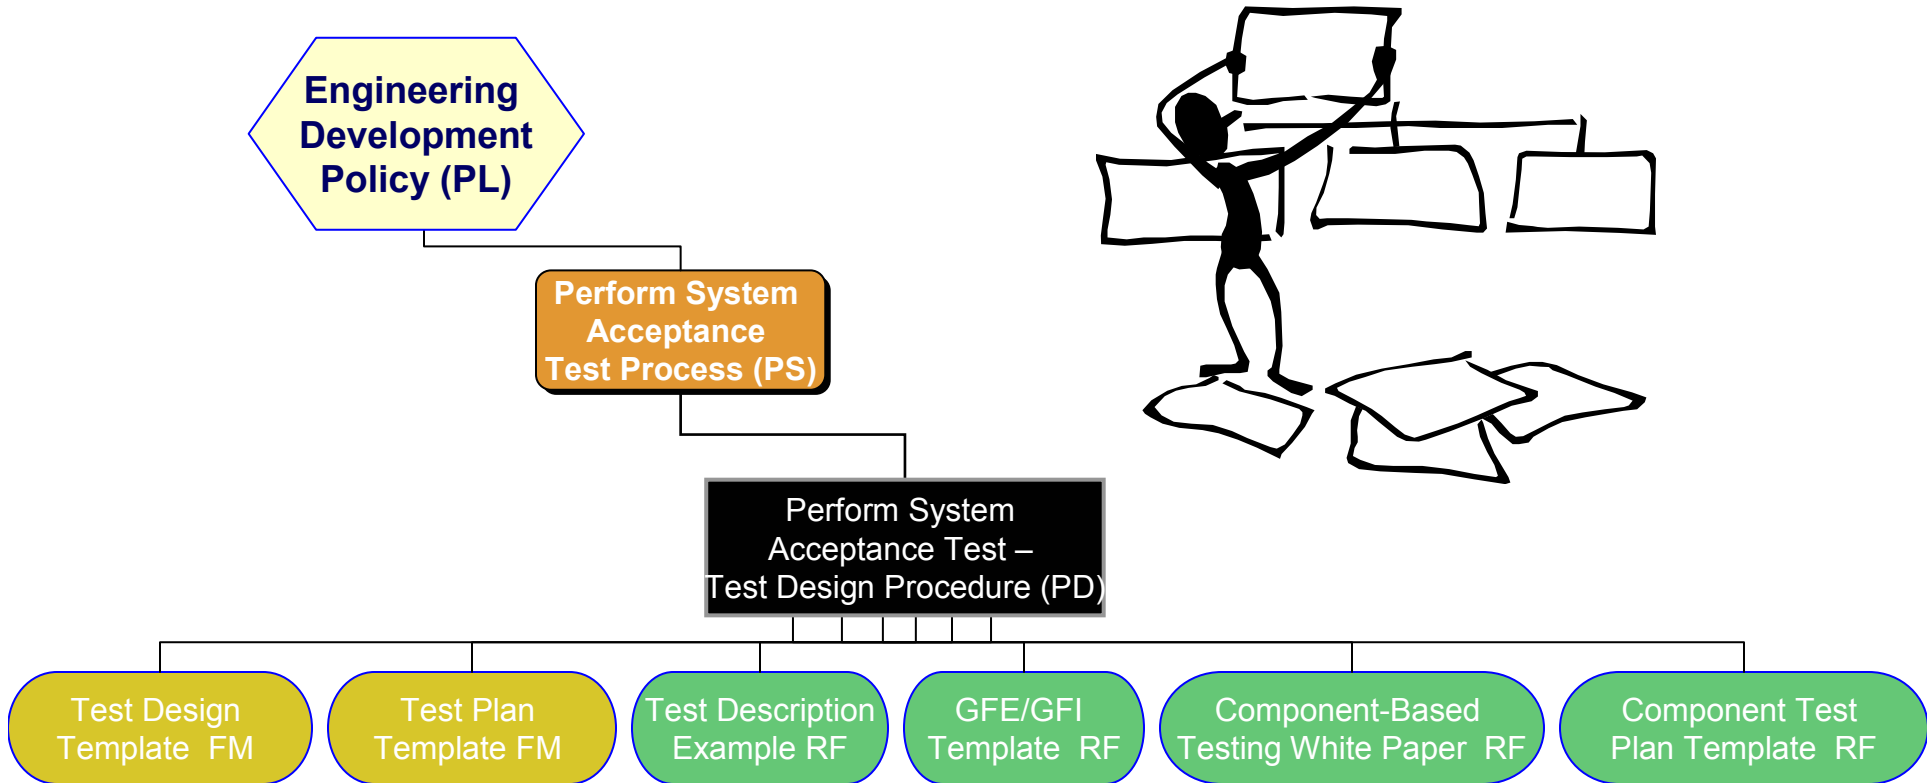 Engineering
Development
Policy (PL)
Perform System
Acceptance
Test Process (PS)
Perform System
Acceptance Test –
Test Design Procedure (PD)
Test Design
Template FM
Test Plan
Template FM
Test Description
Example RF
GFE/GFI
Template RF
Component-Based
Testing White Paper RF
Component Test
Plan Template RF